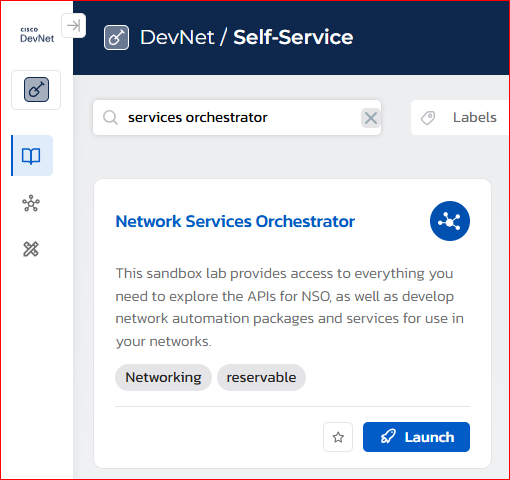 CISCO
DevNet
DevNet / Self-Service
services orchestrator
Labels
Network Services Orchestrator
This sandbox lab provides access to everything you
need to explore the APIs for NSO, as well as develop
network automation packages and services for use in
your networks.
Networking
reservable
Launch